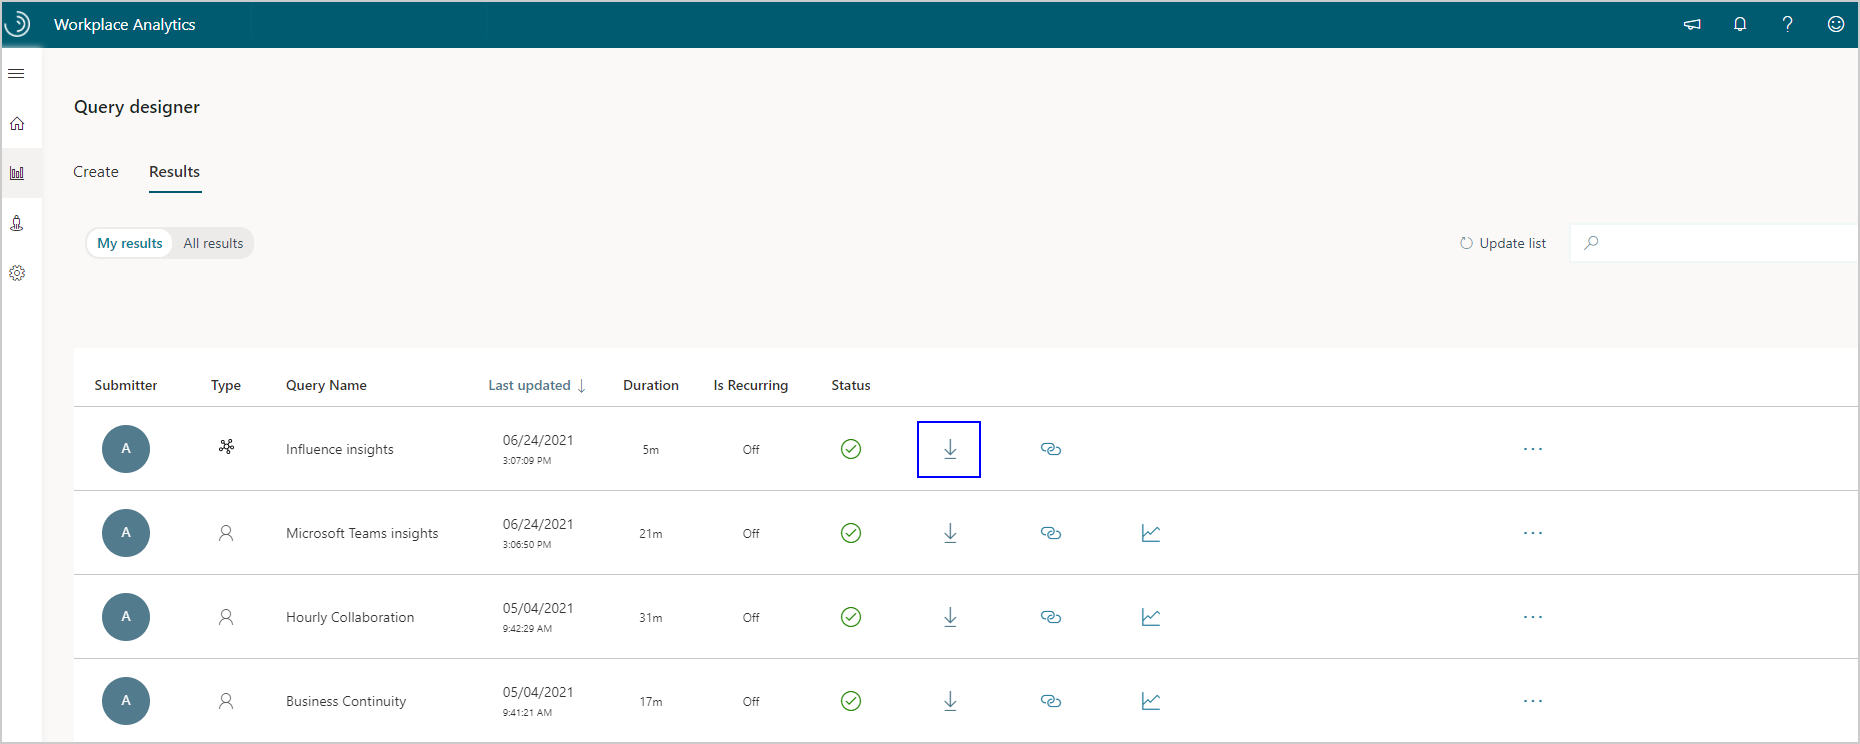 Workplace Analytics
Query designer
Create Results
My results All results
Update list
Submitter Type Query Name Last updated ↓ Duration Is Recurring Status
A Influence insights 06/24/2021 5m Off
3:07:09 PM
A Microsoft Teams insights 06/24/2021 21m Off
3:06:50 PM
A Hourly Collaboration 05/04/2021 31m Off
9:42:29 AM
A Business Continuity 05/04/2021 17m Off
9:41:21 AM